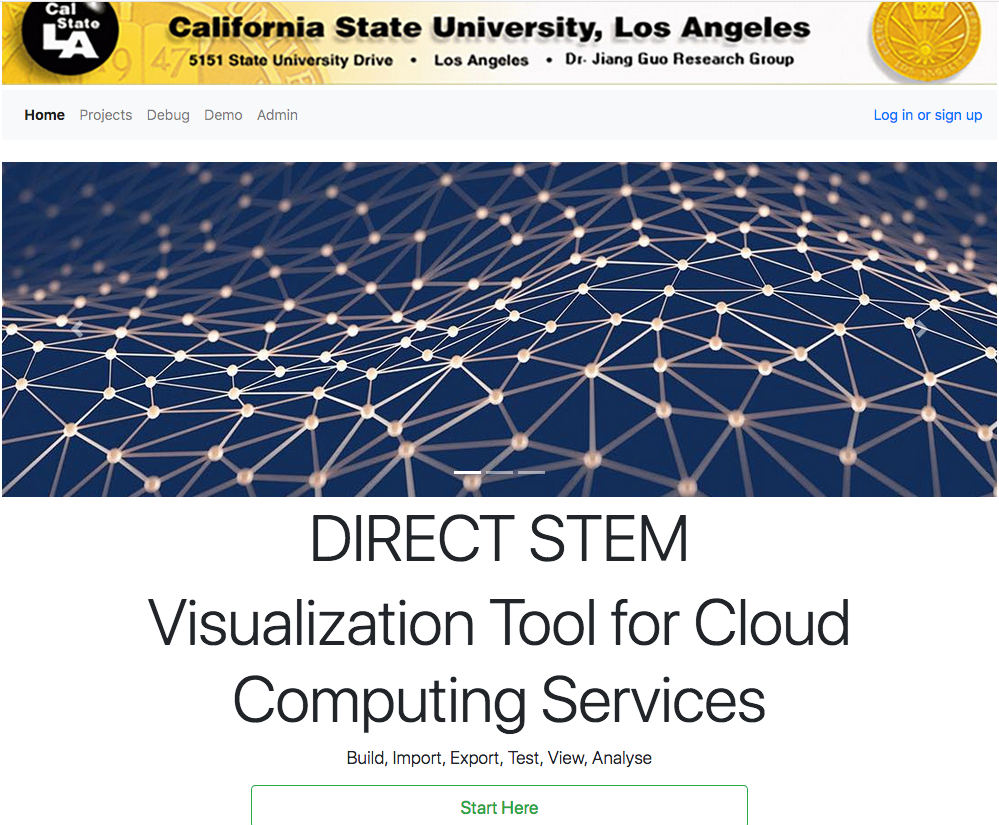 Cal
State
LA
California State University, Los Angeles
1947
5151 State University Drive • Los Angeles • Dr. Jiang Guo Research Group
Home Projects Debug Demo Admin Log in or sign up
DIRECT STEM
Visualization Tool for Cloud
Computing Services
Build, Import, Export, Test, View, Analyse
Start Here